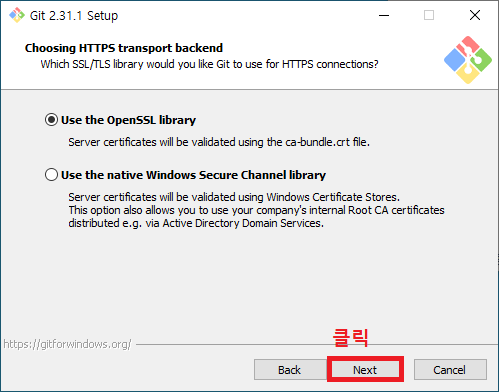 Git 2.31.1 Setup
Choosing HTTPS transport backend
Which SSL/TLS library would you like Git to use for HTTPS connections?
Use the OpenSSL library
Server certificates will be validated using the ca-bundle.crt file.
Use the native Windows Secure Channel library
Server certificates will be validated using Windows Certificate Stores.
This option also allows you to use your company's internal Root CA certificates
distributed e.g. via Active Directory Domain Services.
https://gitforwindows.org/
클릭
Back Next Cancel